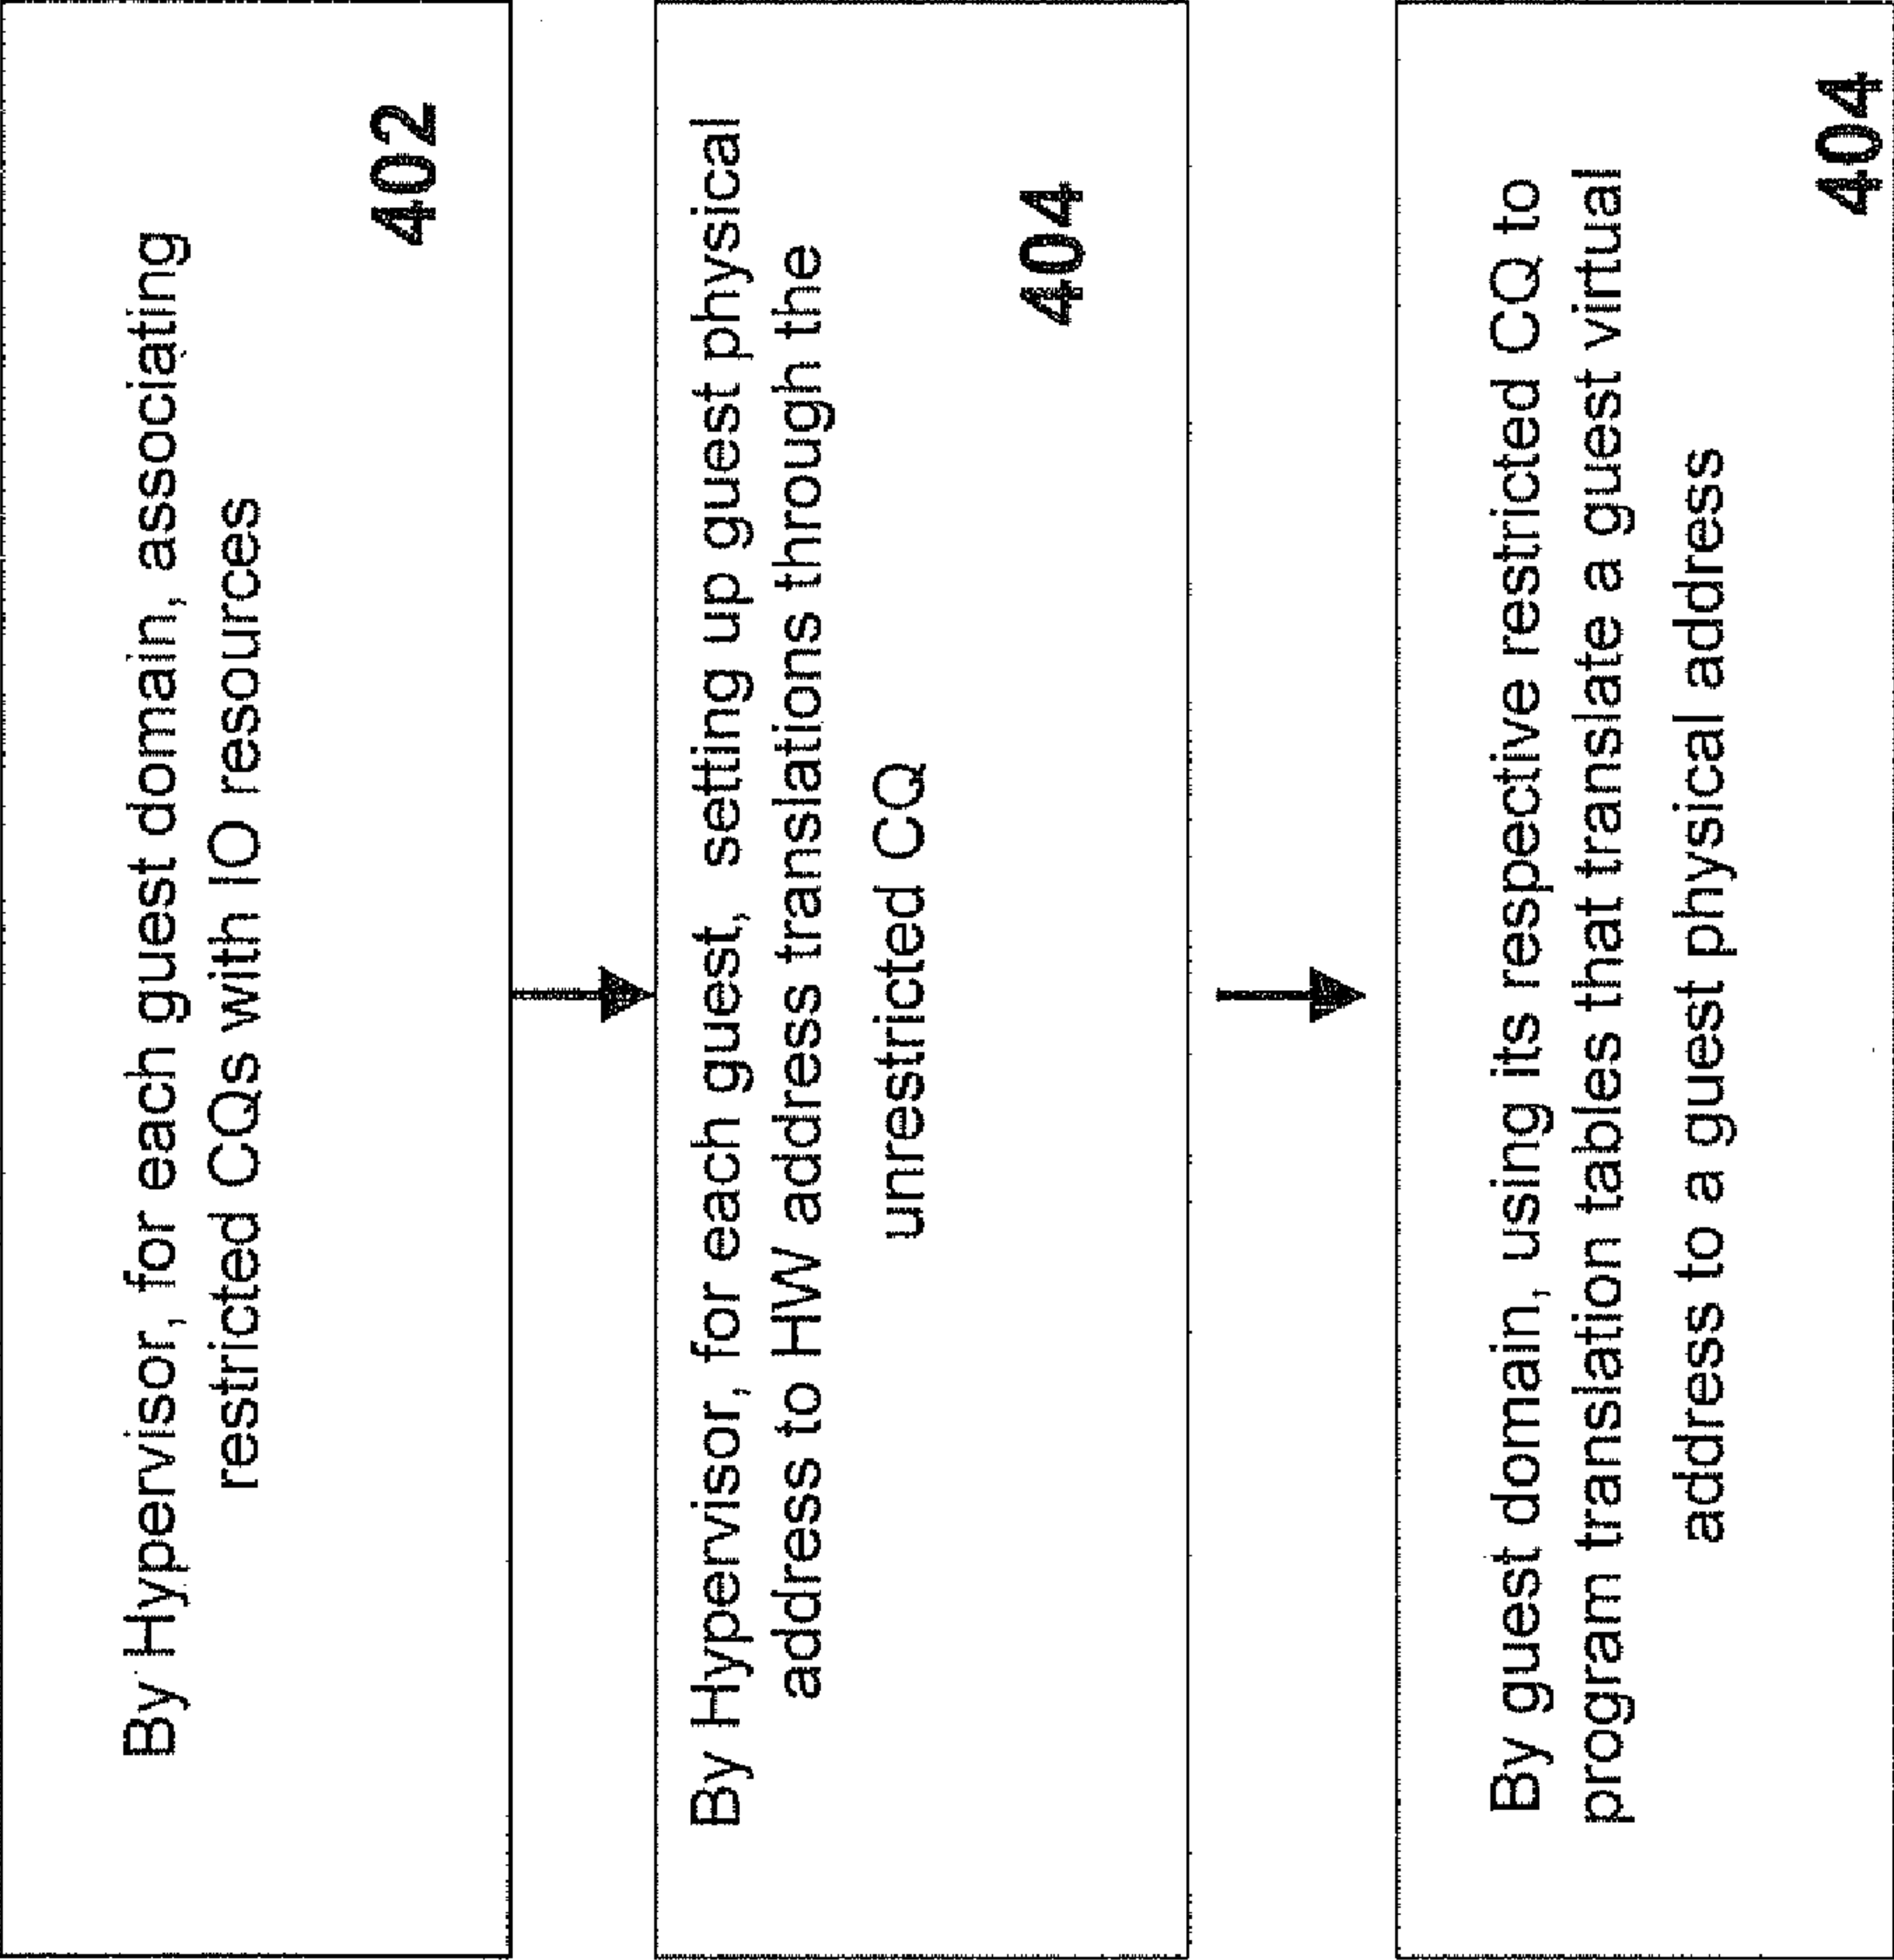 By Hypervisor, for each guest domain, associating
restricted CQs with IO resources
402
By Hypervisor, for each guest, setting up guest physical
address to HW address translations through the
unrestricted CQ
404
By guest domain, using its respective restricted CQ to
program translation tables that translate a guest virtual
address to a guest physical address
404